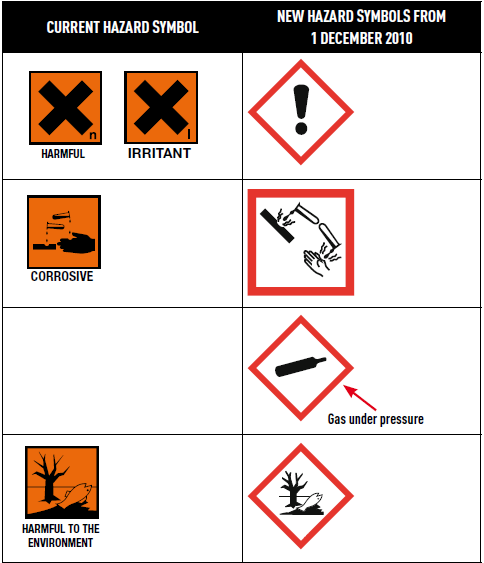 CURRENT HAZARD SYMBOL
NEW HAZARD SYMBOLS FROM
1 DECEMBER 2010
n
HARMFUL
I
IRRITANT
CORROSIVE
Gas under pressure
HARMFUL TO THE
ENVIRONMENT